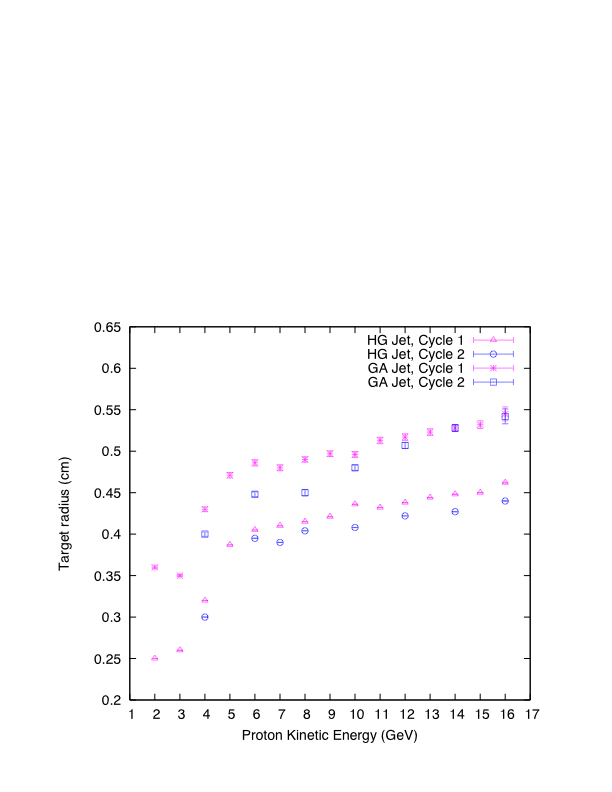 0.65
0.6
0.55
0.5
0.45
0.4
0.35
0.3
0.25
0.2
HG Jet, Cycle 1
HG Jet, Cycle 2
GA Jet, Cycle 1
GA Jet, Cycle 2
Target radius (cm)
1 2 3 4 5 6 7 8 9 10 11 12 13 14 15 16 17
Proton Kinetic Energy (GeV)